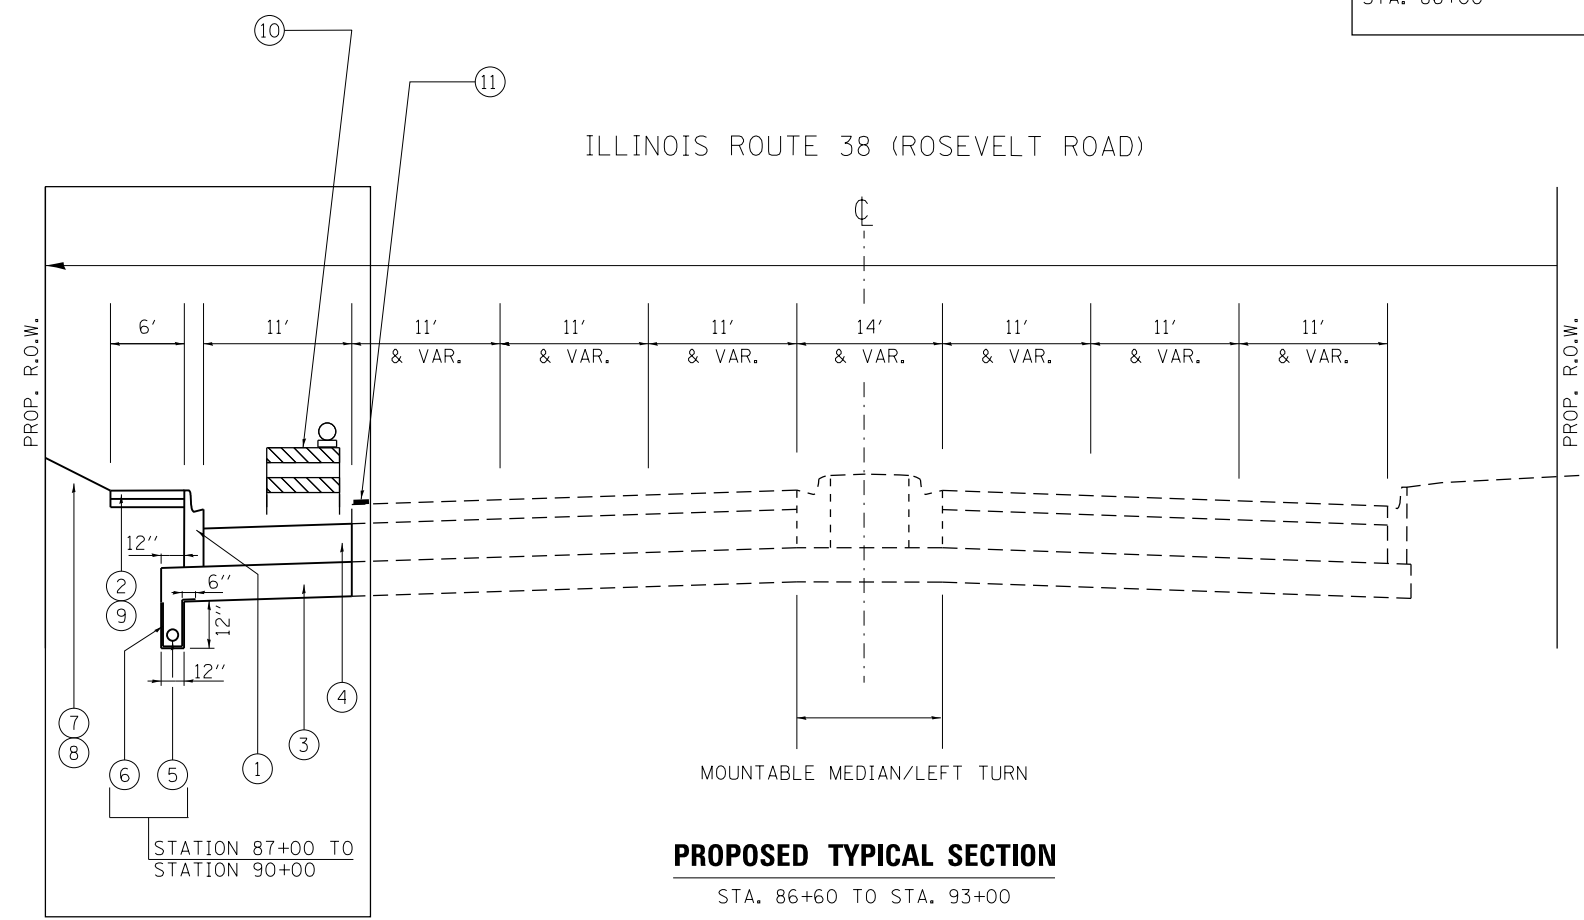 STA. 86+00
10
11
ILLINOIS ROUTE 38 (ROSEVELT ROAD)
℄
PROP. R.O.W.
PROP. R.O.W.
6' 11' 11' 11' 11' 14' 11' 11' 11'
& VAR. & VAR. & VAR. & VAR. & VAR. & VAR. & VAR.
12''
2
6''
9
12''
12''
4
7
3
8
6
5
1
MOUNTABLE MEDIAN/LEFT TURN
STATION 87+00 TO
STATION 90+00
PROPOSED TYPICAL SECTION
STA. 86+60 TO STA. 93+00